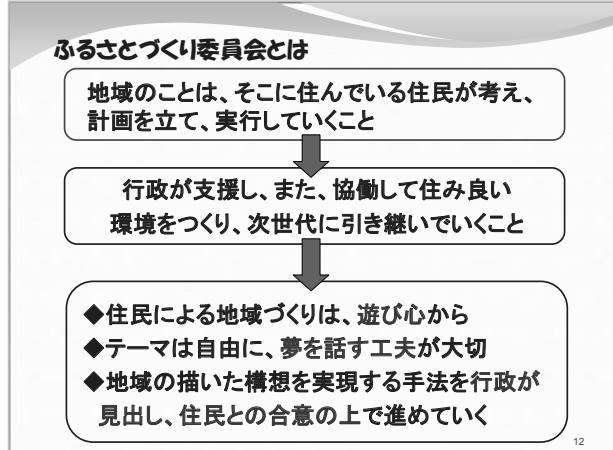 ふるさとづくり委員会とは
地域のことは、そこに住んでいる住民が考え、
計画を立て、実行していくこと
行政が支援し、また、協働して住み良い
環境をつくり、次世代に引き継いでいくこと
◆住民による地域づくりは、遊び心から
◆テーマは自由に、夢を話す工夫が大切
◆地域の描いた構想を実現する手法を行政が
見出し、住民との合意の上で進めていく
12